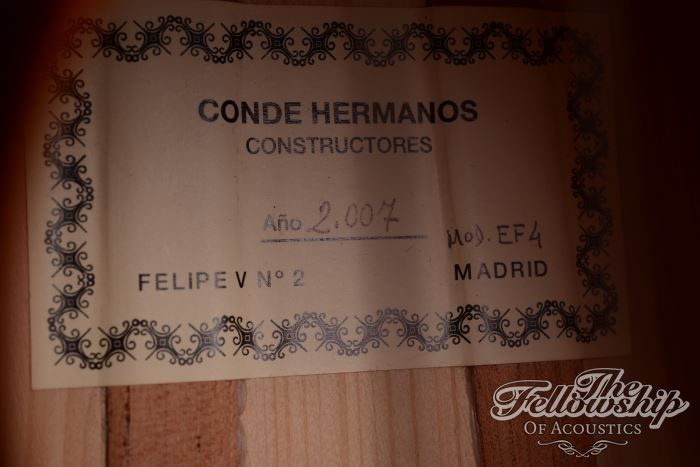 CONDE HERMANOS
CONSTRUCTORES
Año 2.007
MOD. EF4
FELIPE V Nº 2 MADRID
The
Fellowship
OF ACOUSTICS